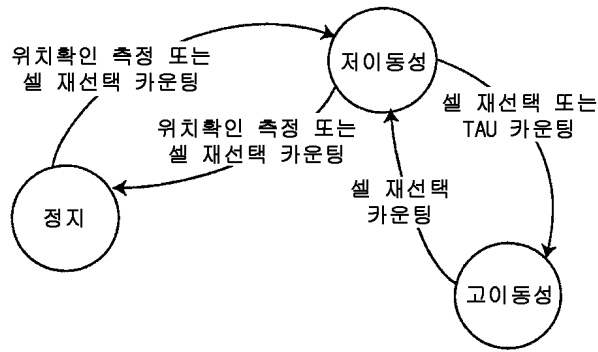 위치확인 측정 또는
셀 재선택 카운팅
저이동성
위치확인 측정 또는
셀 재선택 카운팅
셀 재선택 또는
TAU 카운팅
셀 재선택
카운팅
정지
고이동성